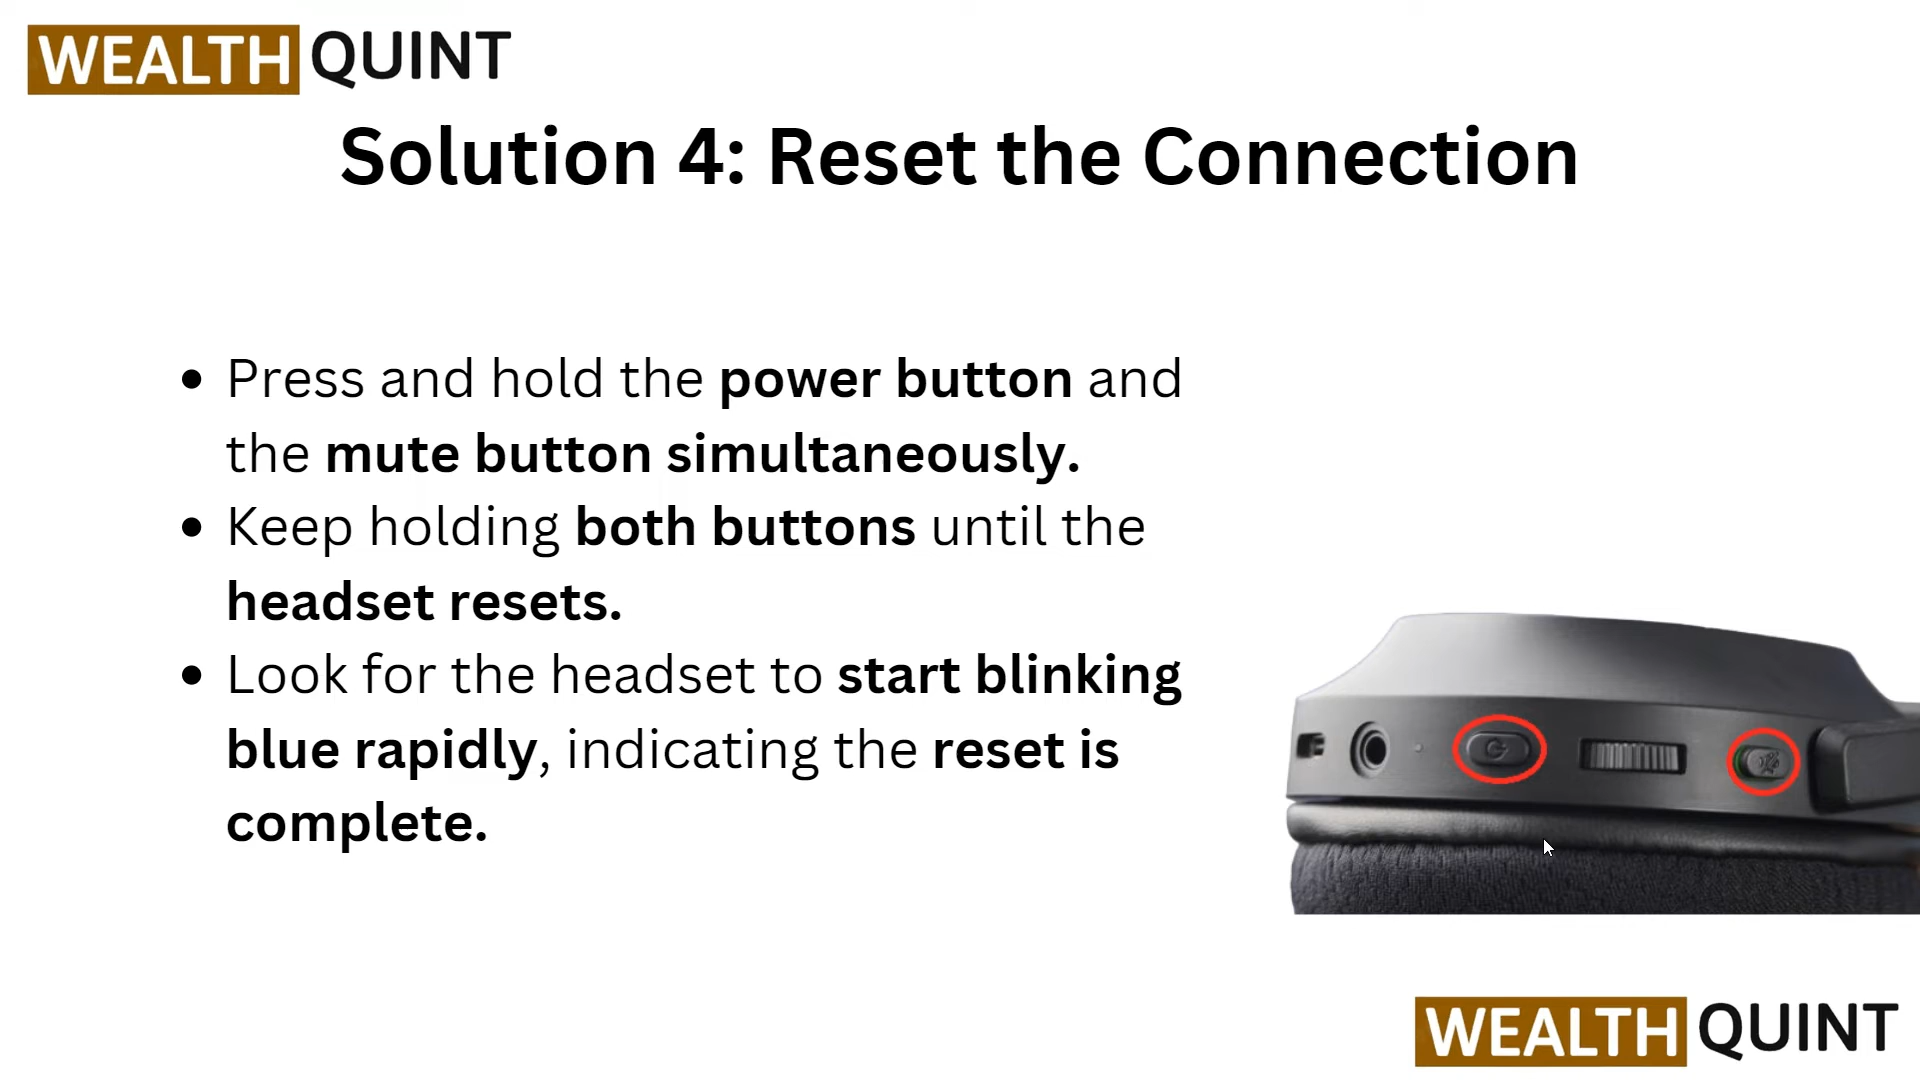 WEALTH QUINT
Solution 4: Reset the Connection
• Press and hold the power button and
the mute button simultaneously.
• Keep holding both buttons until the
headset resets.
• Look for the headset to start blinking
blue rapidly, indicating the reset is
complete.
WEALTH QUINT